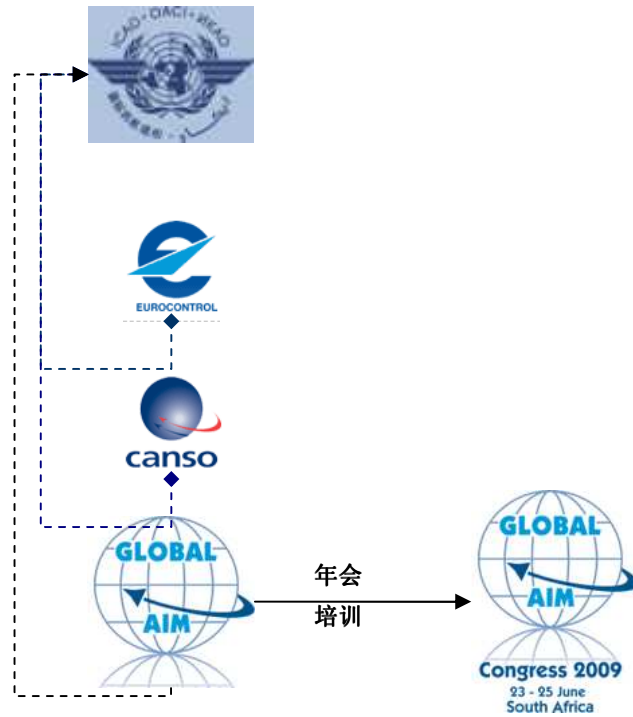 ICAO · OACI · ИКАО
EUROCONTROL
canso
GLOBAL
AIM
年会
培训
GLOBAL
AIM
Congress 2009
23 - 25 June
South Africa